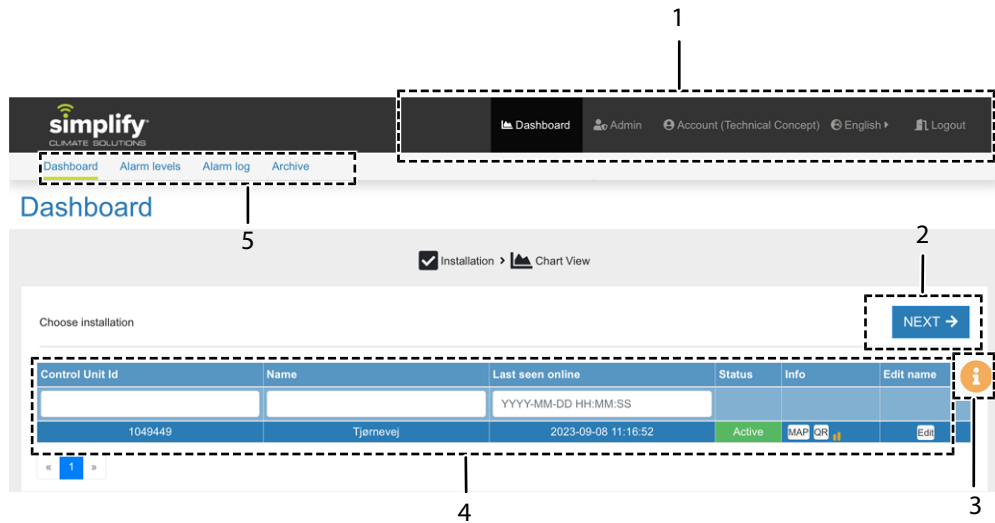 1
simplify
CLIMATE SOLUTIONS
Dashboard Admin Account (Technical Concept) English Logout
Dashboard Alarm levels Alarm log Archive
Dashboard
5
2
Installation > Chart View
Choose installation
NEXT →
Control Unit Id Name Last seen online Status Info Edit name
i
YYYY-MM-DD HH:MM:SS
1049449 Tjørnevej 2023-09-08 11:16:52 Active MAP QR Edit
« 1 »
4
3